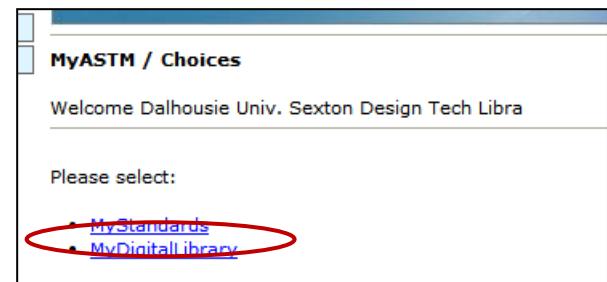 MyASTM / Choices
Welcome Dalhousie Univ. Sexton Design Tech Libra
Please select:
• MyStandards
• MyDigitalLibrary